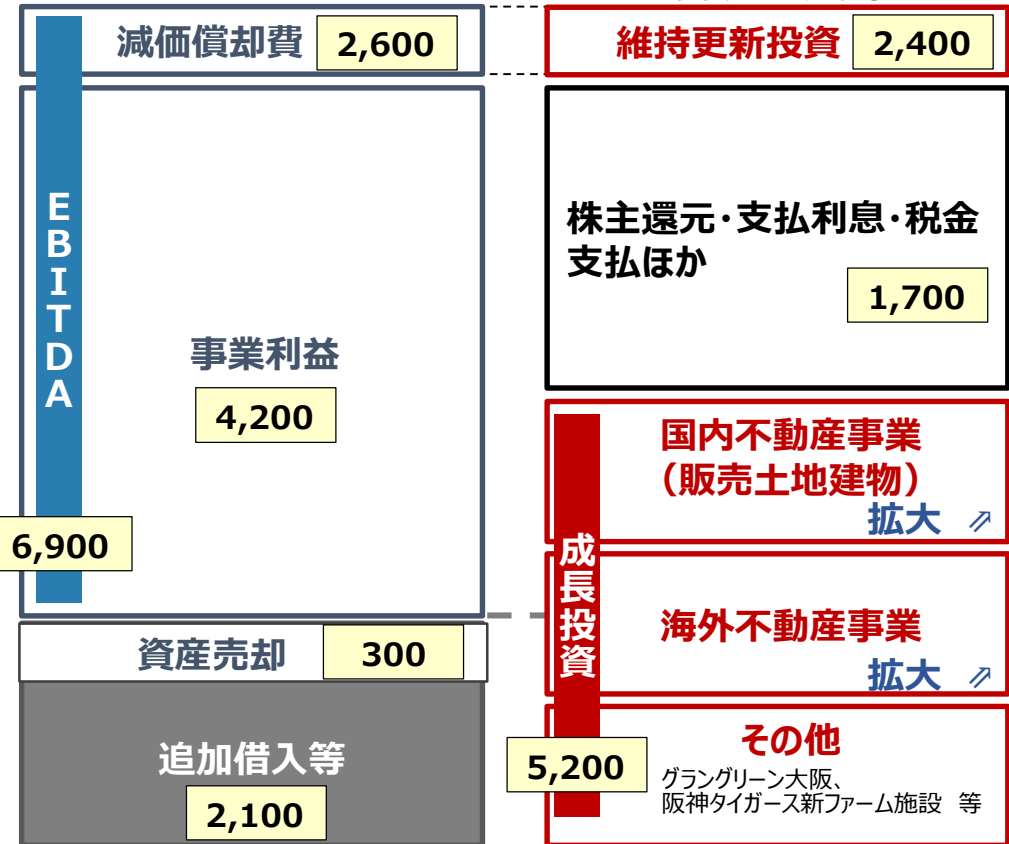 減価償却費 2,600
EBITDA
事業利益
4,200
6,900
資産売却 300
追加借入等
2,100
維持更新投資 2,400
株主還元・支払利息・税金
支払ほか
1,700
成長投資
国内不動産事業
（販売土地建物）
拡大 ⇗
海外不動産事業
拡大 ⇗
その他
5,200
グラングリーン大阪、
阪神タイガース新ファーム施設 等